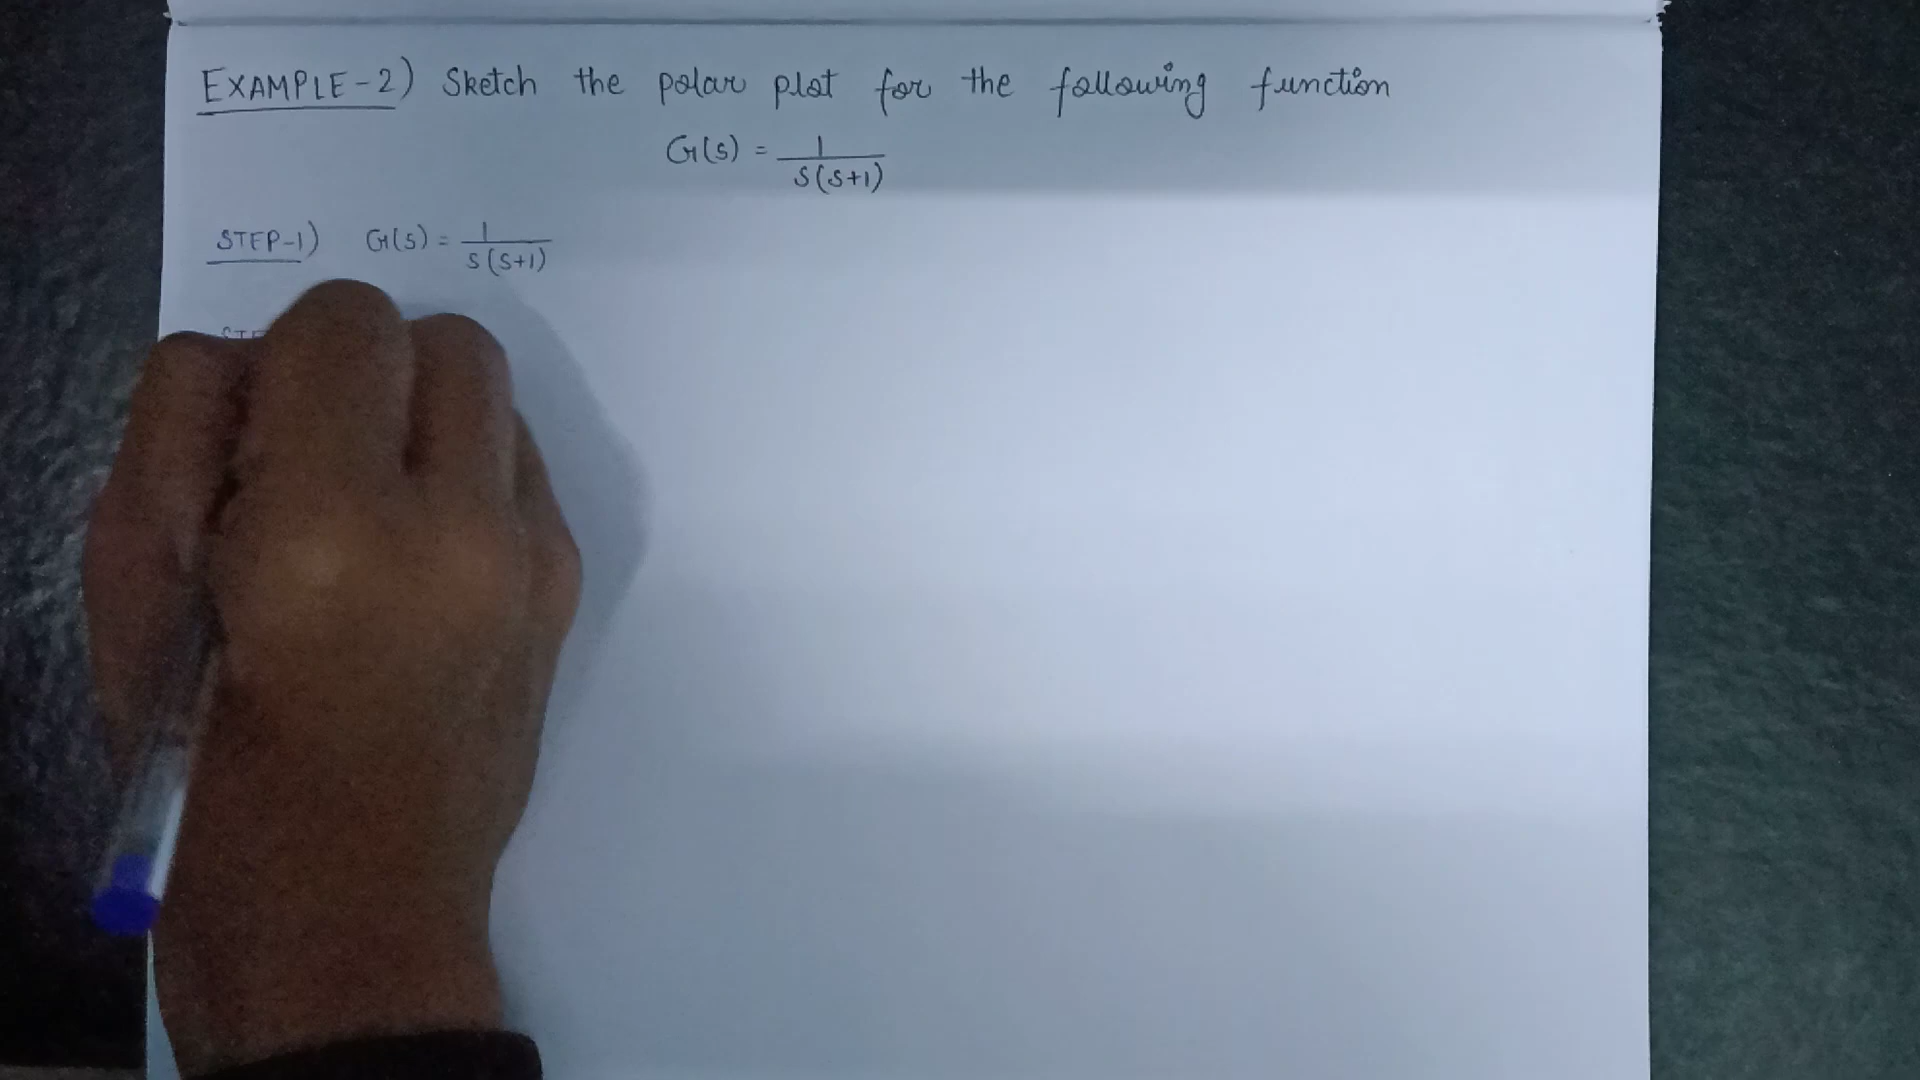 EXAMPLE-2) Sketch the polar plot for the following function
G(s) = 1/s(s+1)
STEP-1) G(s) = 1/s(s+1)